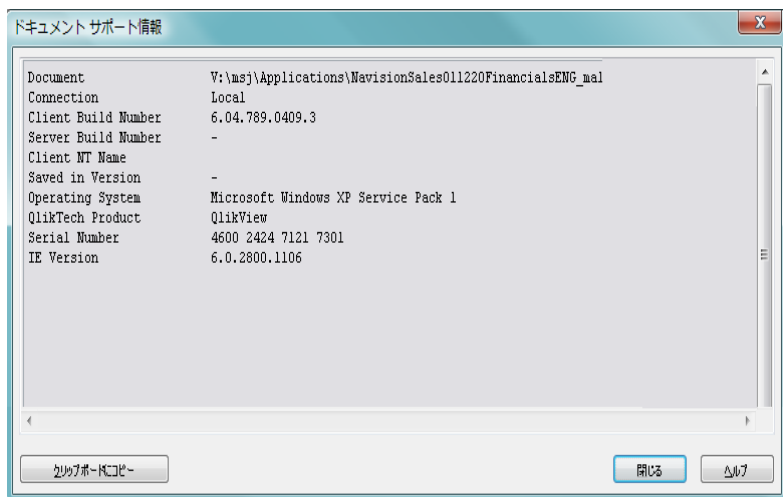 ドキュメント サポート情報
Document V:\msj\Applications\NavisionSales011220FinancialsENG_mal
Connection Local
Client Build Number 6.04.789.0409.3
Server Build Number -
Client NT Name
Saved in Version -
Operating System Microsoft Windows XP Service Pack 1
QlikTech Product QlikView
Serial Number 4600 2424 7121 7301
IE Version 6.0.2800.1106
クリップボードにコピー 閉じる ヘルプ